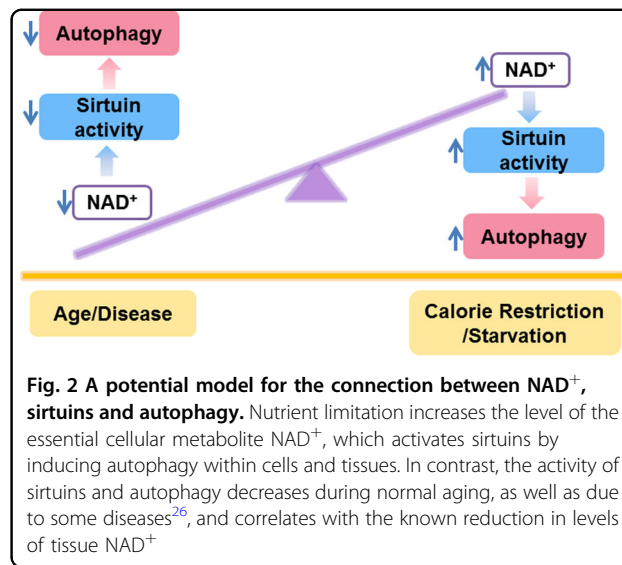 Autophagy
Sirtuin
activity
NAD⁺
NAD⁺
Sirtuin
activity
Autophagy
Age/Disease
Calorie Restriction
/Starvation
Fig. 2 A potential model for the connection between NAD⁺,
sirtuins and autophagy. Nutrient limitation increases the level of the
essential cellular metabolite NAD⁺, which activates sirtuins by
inducing autophagy within cells and tissues. In contrast, the activity of
sirtuins and autophagy decreases during normal aging, as well as due
to some diseases²⁶, and correlates with the known reduction in levels
of tissue NAD⁺